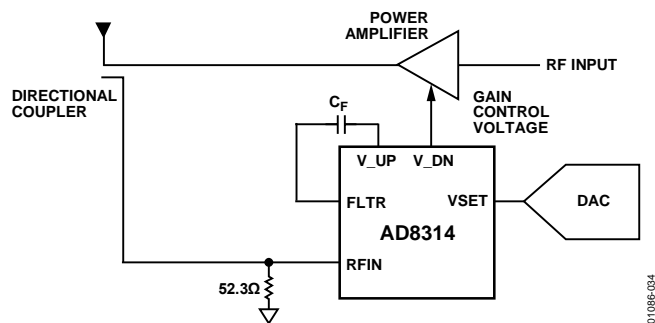 POWER
AMPLIFIER
RF INPUT
DIRECTIONAL
COUPLER
GAIN
CONTROL
VOLTAGE
CF
V_UP V_DN
FLTR VSET
DAC
AD8314
RFIN
52.3Ω
01086-034